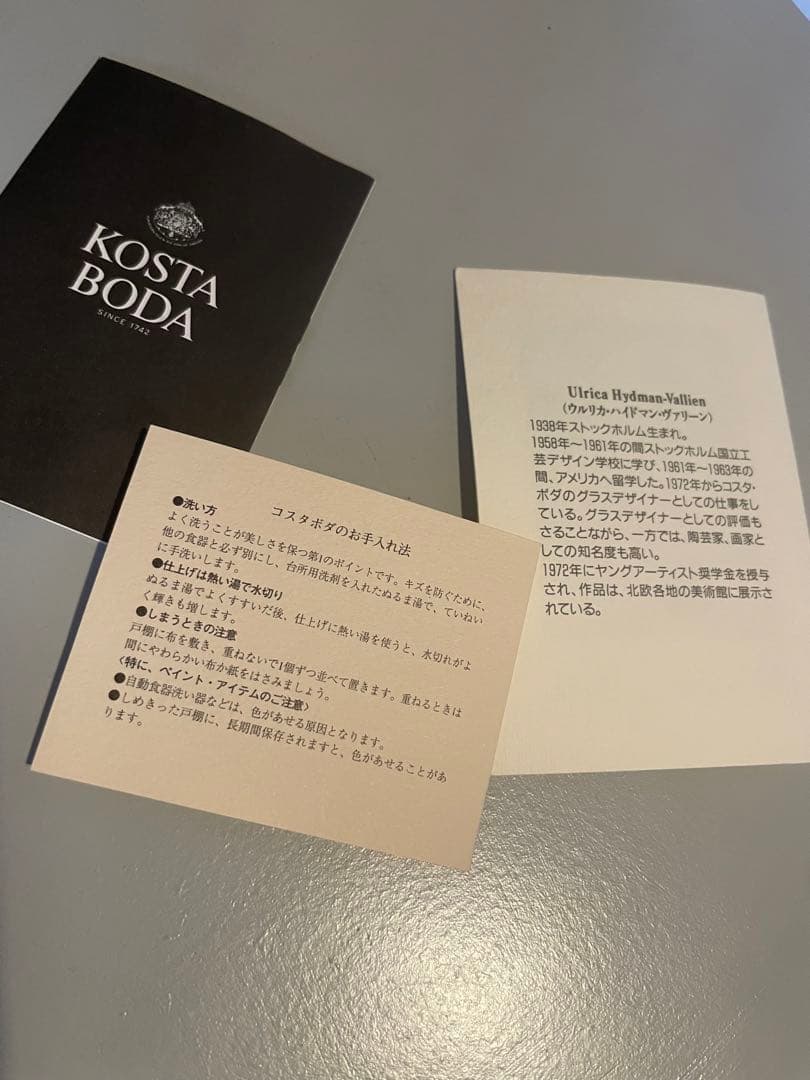 KOSTA
BODA
SINCE 1742
Ulrica Hydman-Vallien
(ウルリカ・ハイドマン・ヴァリーン)
1938年ストックホルム生まれ。
1958年〜1961年の間ストックホルム国立工
芸デザイン学校に学び、1961年〜1963年の
間、アメリカへ留学した。1972年からコスタ・
ボダのグラスデザイナーとしての仕事をし
ている。グラスデザイナーとしての評価も
さることながら、一方では、陶芸家、画家と
しての知名度も高い。
1972年にヤングアーティスト奨学金を授与
され、作品は、北欧各地の美術館に展示さ
れている。
コスタボダのお手入れ法
●洗い方
よく洗うことが美しさを保つ第1のポイントです。キズを防ぐために、
他の食器と必ず別にし、台所用洗剤を入れたぬるま湯で、ていねい
に手洗いします。
●仕上げは熱い湯で水切り
ぬるま湯でよくすすいだ後、仕上げに熱い湯を使うと、水切れがよ
く輝きも増します。
●しまうときの注意
戸棚に布を敷き、重ねないで1個ずつ並べて置きます。重ねるときは
間にやわらかい布か紙をはさみましょう。
〈特に、ペイント・アイテムのご注意〉
●自動食器洗い器などは、色があせる原因となります。
●しめきった戸棚に、長期間保存されますと、色があせることがあ
ります。